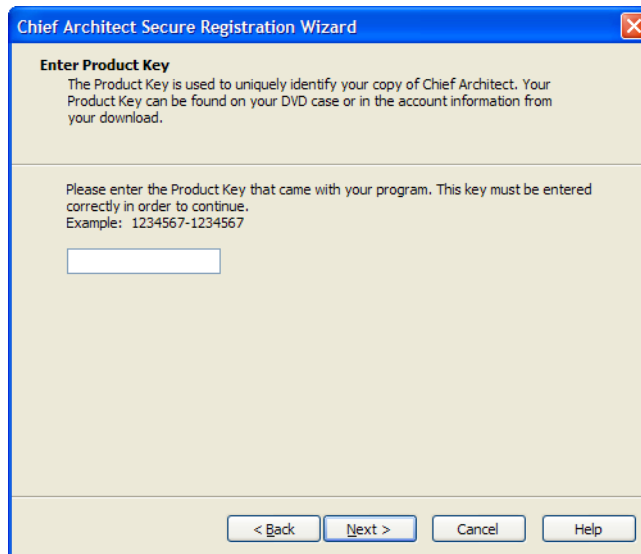 Chief Architect Secure Registration Wizard
Enter Product Key
The Product Key is used to uniquely identify your copy of Chief Architect. Your
Product Key can be found on your DVD case or in the account information from
your download.
Please enter the Product Key that came with your program. This key must be entered
correctly in order to continue.
Example: 1234567-1234567
< Back Next > Cancel Help